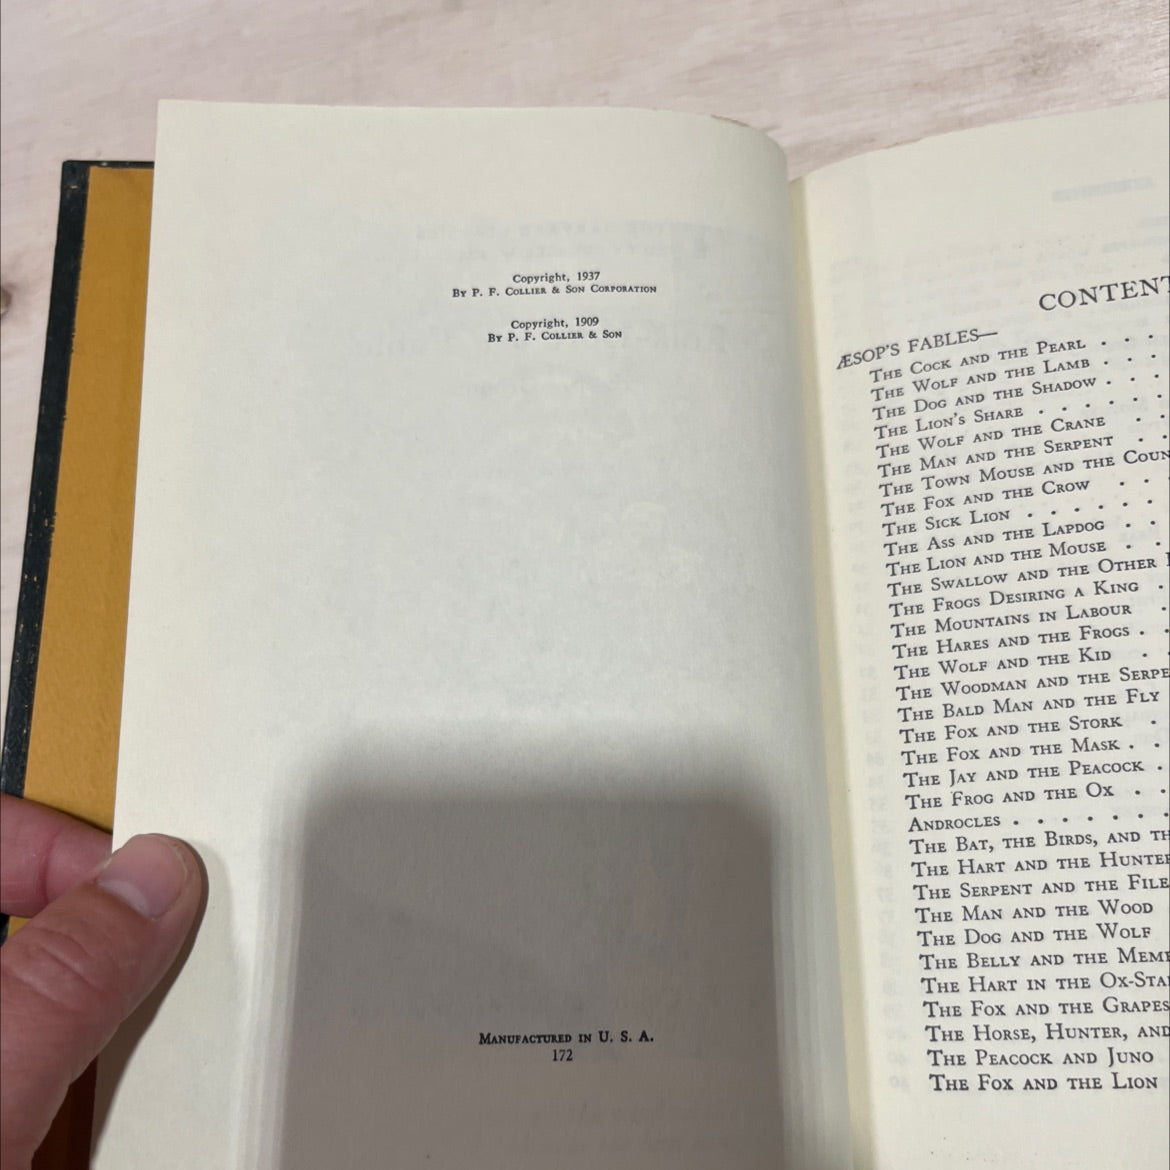 Copyright, 1937
By P. F. Collier & Son Corporation
Copyright, 1909
By P. F. Collier & Son
Manufactured in U. S. A.
172
CONTENT
ÆSOP'S FABLES—
The Cock and the Pearl . . .
The Wolf and the Lamb . . .
The Dog and the Shadow . . .
The Lion's Share . . . . . .
The Wolf and the Crane . .
The Man and the Serpent . .
The Town Mouse and the Coun
The Fox and the Crow . .
The Sick Lion . . . . . .
The Ass and the Lapdog . .
The Lion and the Mouse . .
The Swallow and the Other
The Frogs Desiring a King .
The Mountains in Labour .
The Hares and the Frogs . .
The Wolf and the Kid . .
The Woodman and the Serpe
The Bald Man and the Fly
The Fox and the Stork .
The Fox and the Mask . .
The Jay and the Peacock .
The Frog and the Ox . .
Androcles . . . . . . .
The Bat, the Birds, and th
The Hart and the Hunter
The Serpent and the File
The Man and the Wood
The Dog and the Wolf
The Belly and the Meme
The Hart in the Ox-Sta
The Fox and the Grapes
The Horse, Hunter, and
The Peacock and Juno
The Fox and the Lion